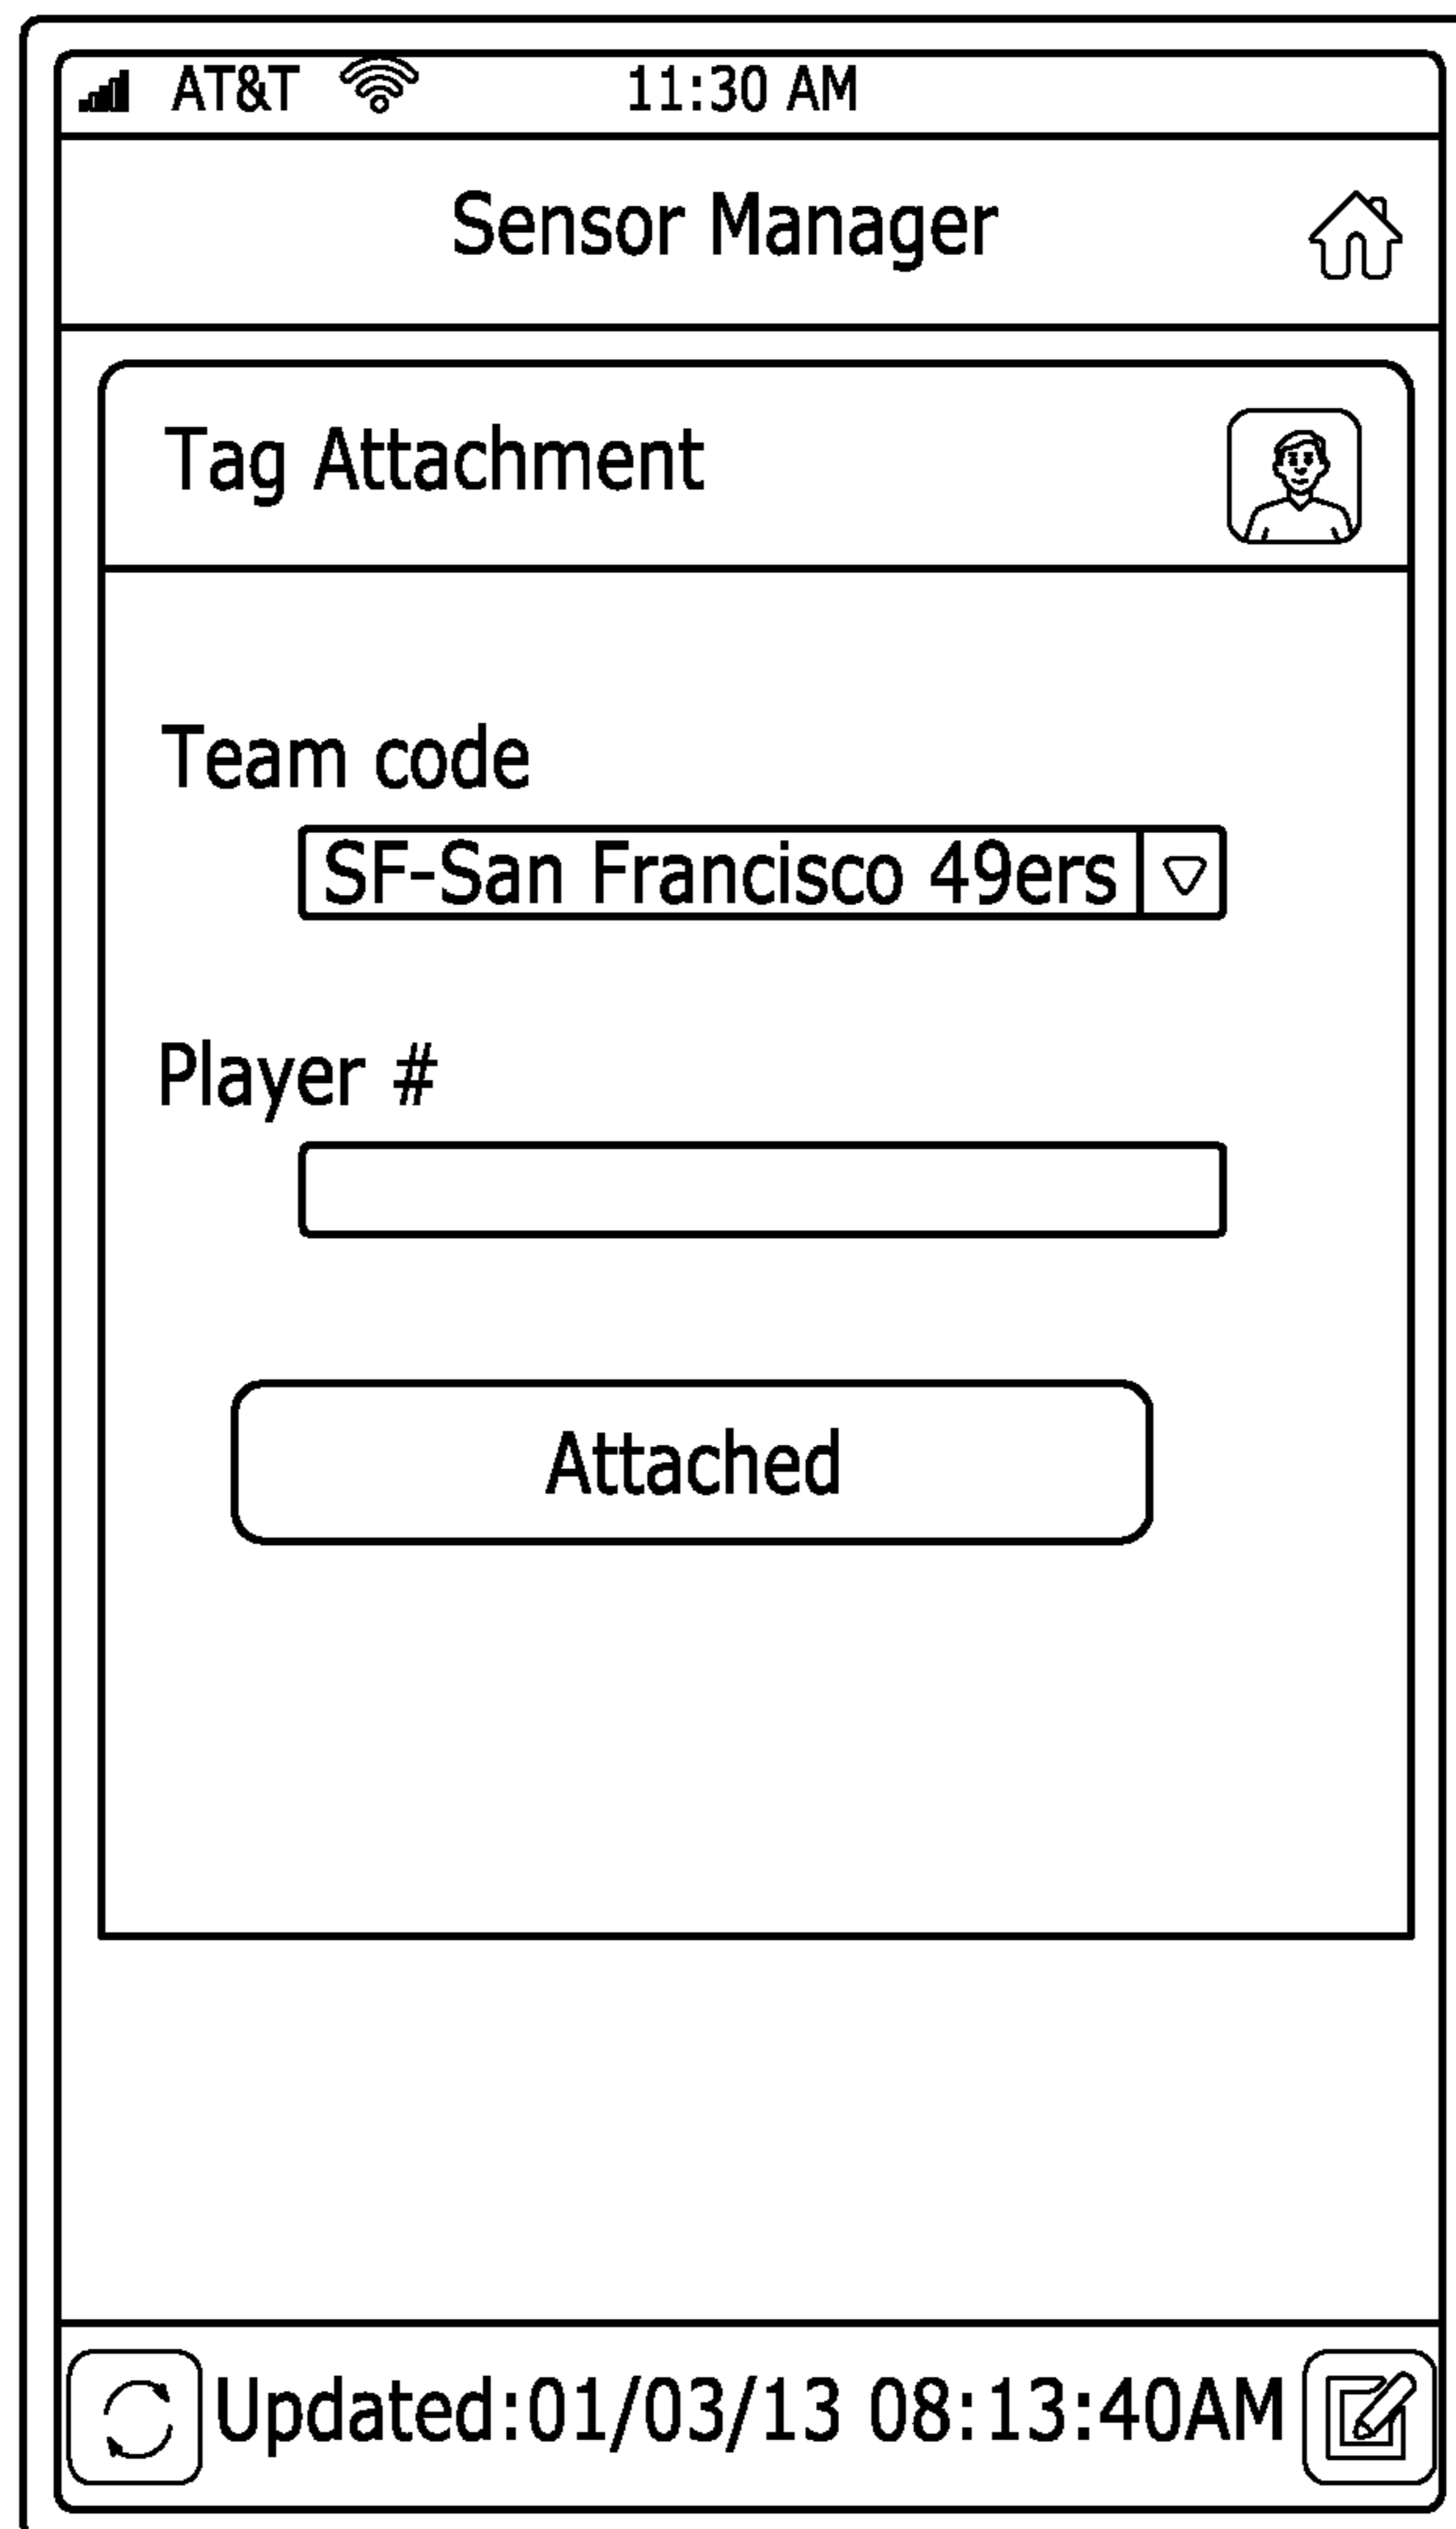 AT&T 11:30 AM
Sensor Manager
Tag Attachment
Team code
SF-San Francisco 49ers
Player #
Attached
Updated:01/03/13 08:13:40AM